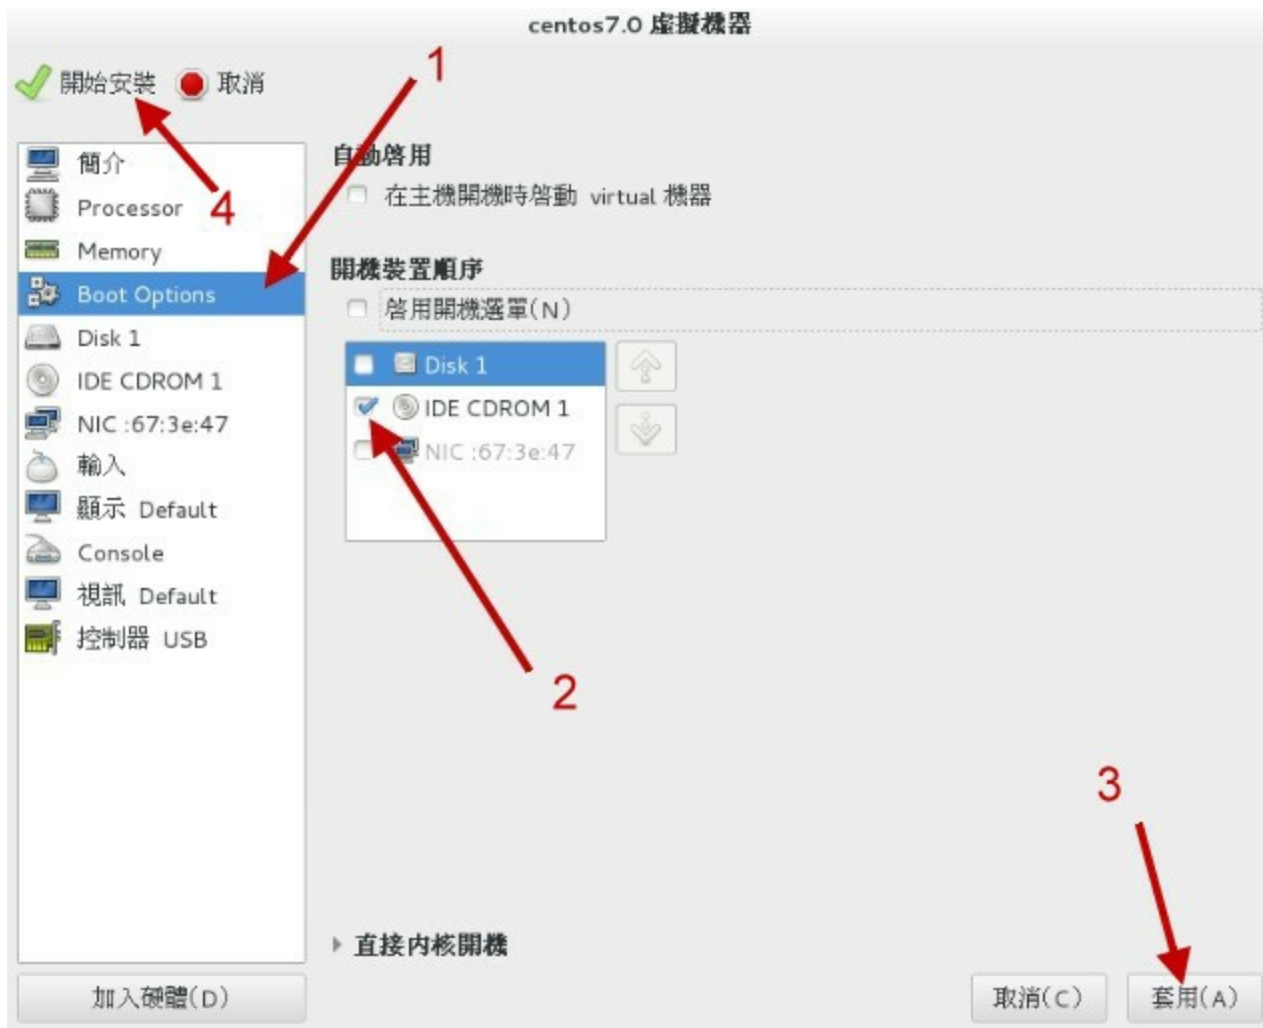 centos7.0 虛擬機器
開始安裝 取消
1
簡介
Processor
4
Memory
Boot Options
Disk 1
IDE CDROM 1
NIC :67:3e:47
輸入
顯示 Default
Console
視訊 Default
控制器 USB
加入硬體(D)
自動啓用
在主機開機時啓動 virtual 機器
開機裝置順序
啓用開機選單(N)
Disk 1
IDE CDROM 1
NIC :67:3e:47
2
3
直接内核開機
取消(C)
套用(A)